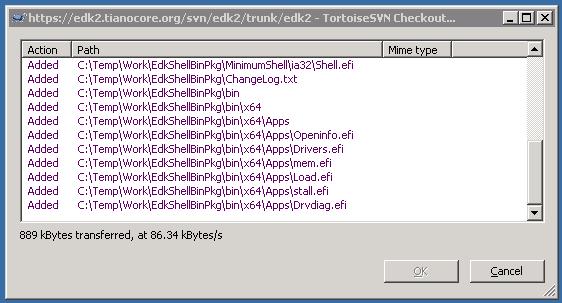 https://edk2.tianocore.org/svn/edk2/trunk/edk2 - TortoiseSVN Checkout...
Action Path Mime type
Added C:\Temp\Work\EdkShellBinPkg\MinimumShell\ia32\Shell.efi
Added C:\Temp\Work\EdkShellBinPkg\ChangeLog.txt
Added C:\Temp\Work\EdkShellBinPkg\bin
Added C:\Temp\Work\EdkShellBinPkg\bin\x64
Added C:\Temp\Work\EdkShellBinPkg\bin\x64\Apps
Added C:\Temp\Work\EdkShellBinPkg\bin\x64\Apps\Openinfo.efi
Added C:\Temp\Work\EdkShellBinPkg\bin\x64\Apps\Drivers.efi
Added C:\Temp\Work\EdkShellBinPkg\bin\x64\Apps\mem.efi
Added C:\Temp\Work\EdkShellBinPkg\bin\x64\Apps\Load.efi
Added C:\Temp\Work\EdkShellBinPkg\bin\x64\Apps\stall.efi
Added C:\Temp\Work\EdkShellBinPkg\bin\x64\Apps\Drvdiag.efi
889 kBytes transferred, at 86.34 kBytes/s
OK Cancel